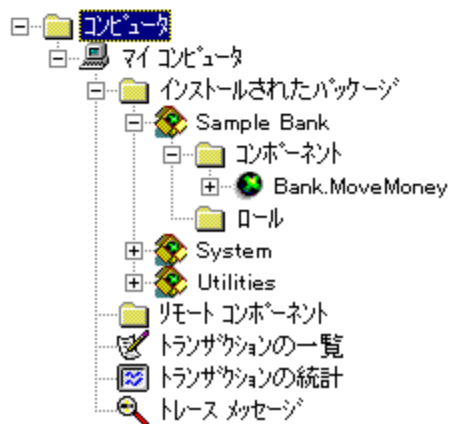 コンピュータ
マイ コンピュータ
インストールされたパッケージ
Sample Bank
コンポーネント
Bank.MoveMoney
ロール
System
Utilities
リモート コンポーネント
トランザクションの一覧
トランザクションの統計
トレース メッセージ